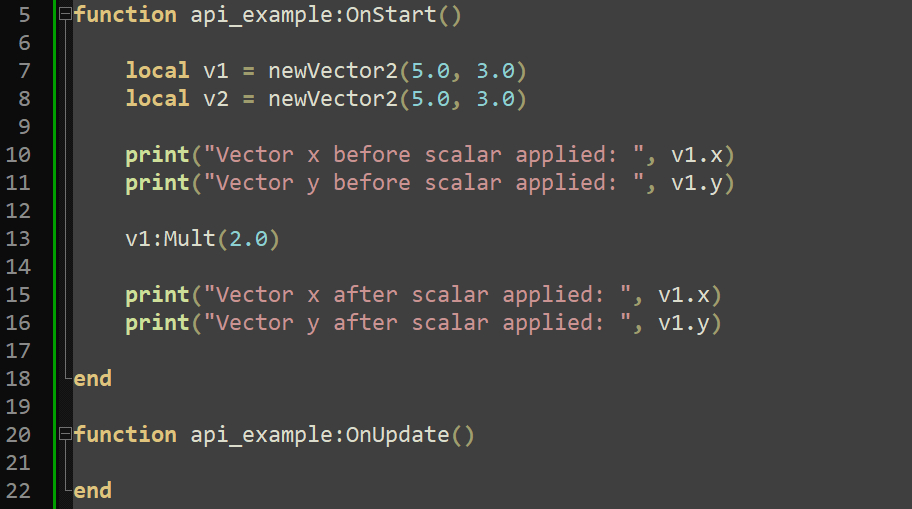 5 function api_example:OnStart()
6
7 local v1 = newVector2(5.0, 3.0)
8 local v2 = newVector2(5.0, 3.0)
9
10 print("Vector x before scalar applied: ", v1.x)
11 print("Vector y before scalar applied: ", v1.y)
12
13 v1:Mult(2.0)
14
15 print("Vector x after scalar applied: ", v1.x)
16 print("Vector y after scalar applied: ", v1.y)
17
18 end
19
20 function api_example:OnUpdate()
21
22 end